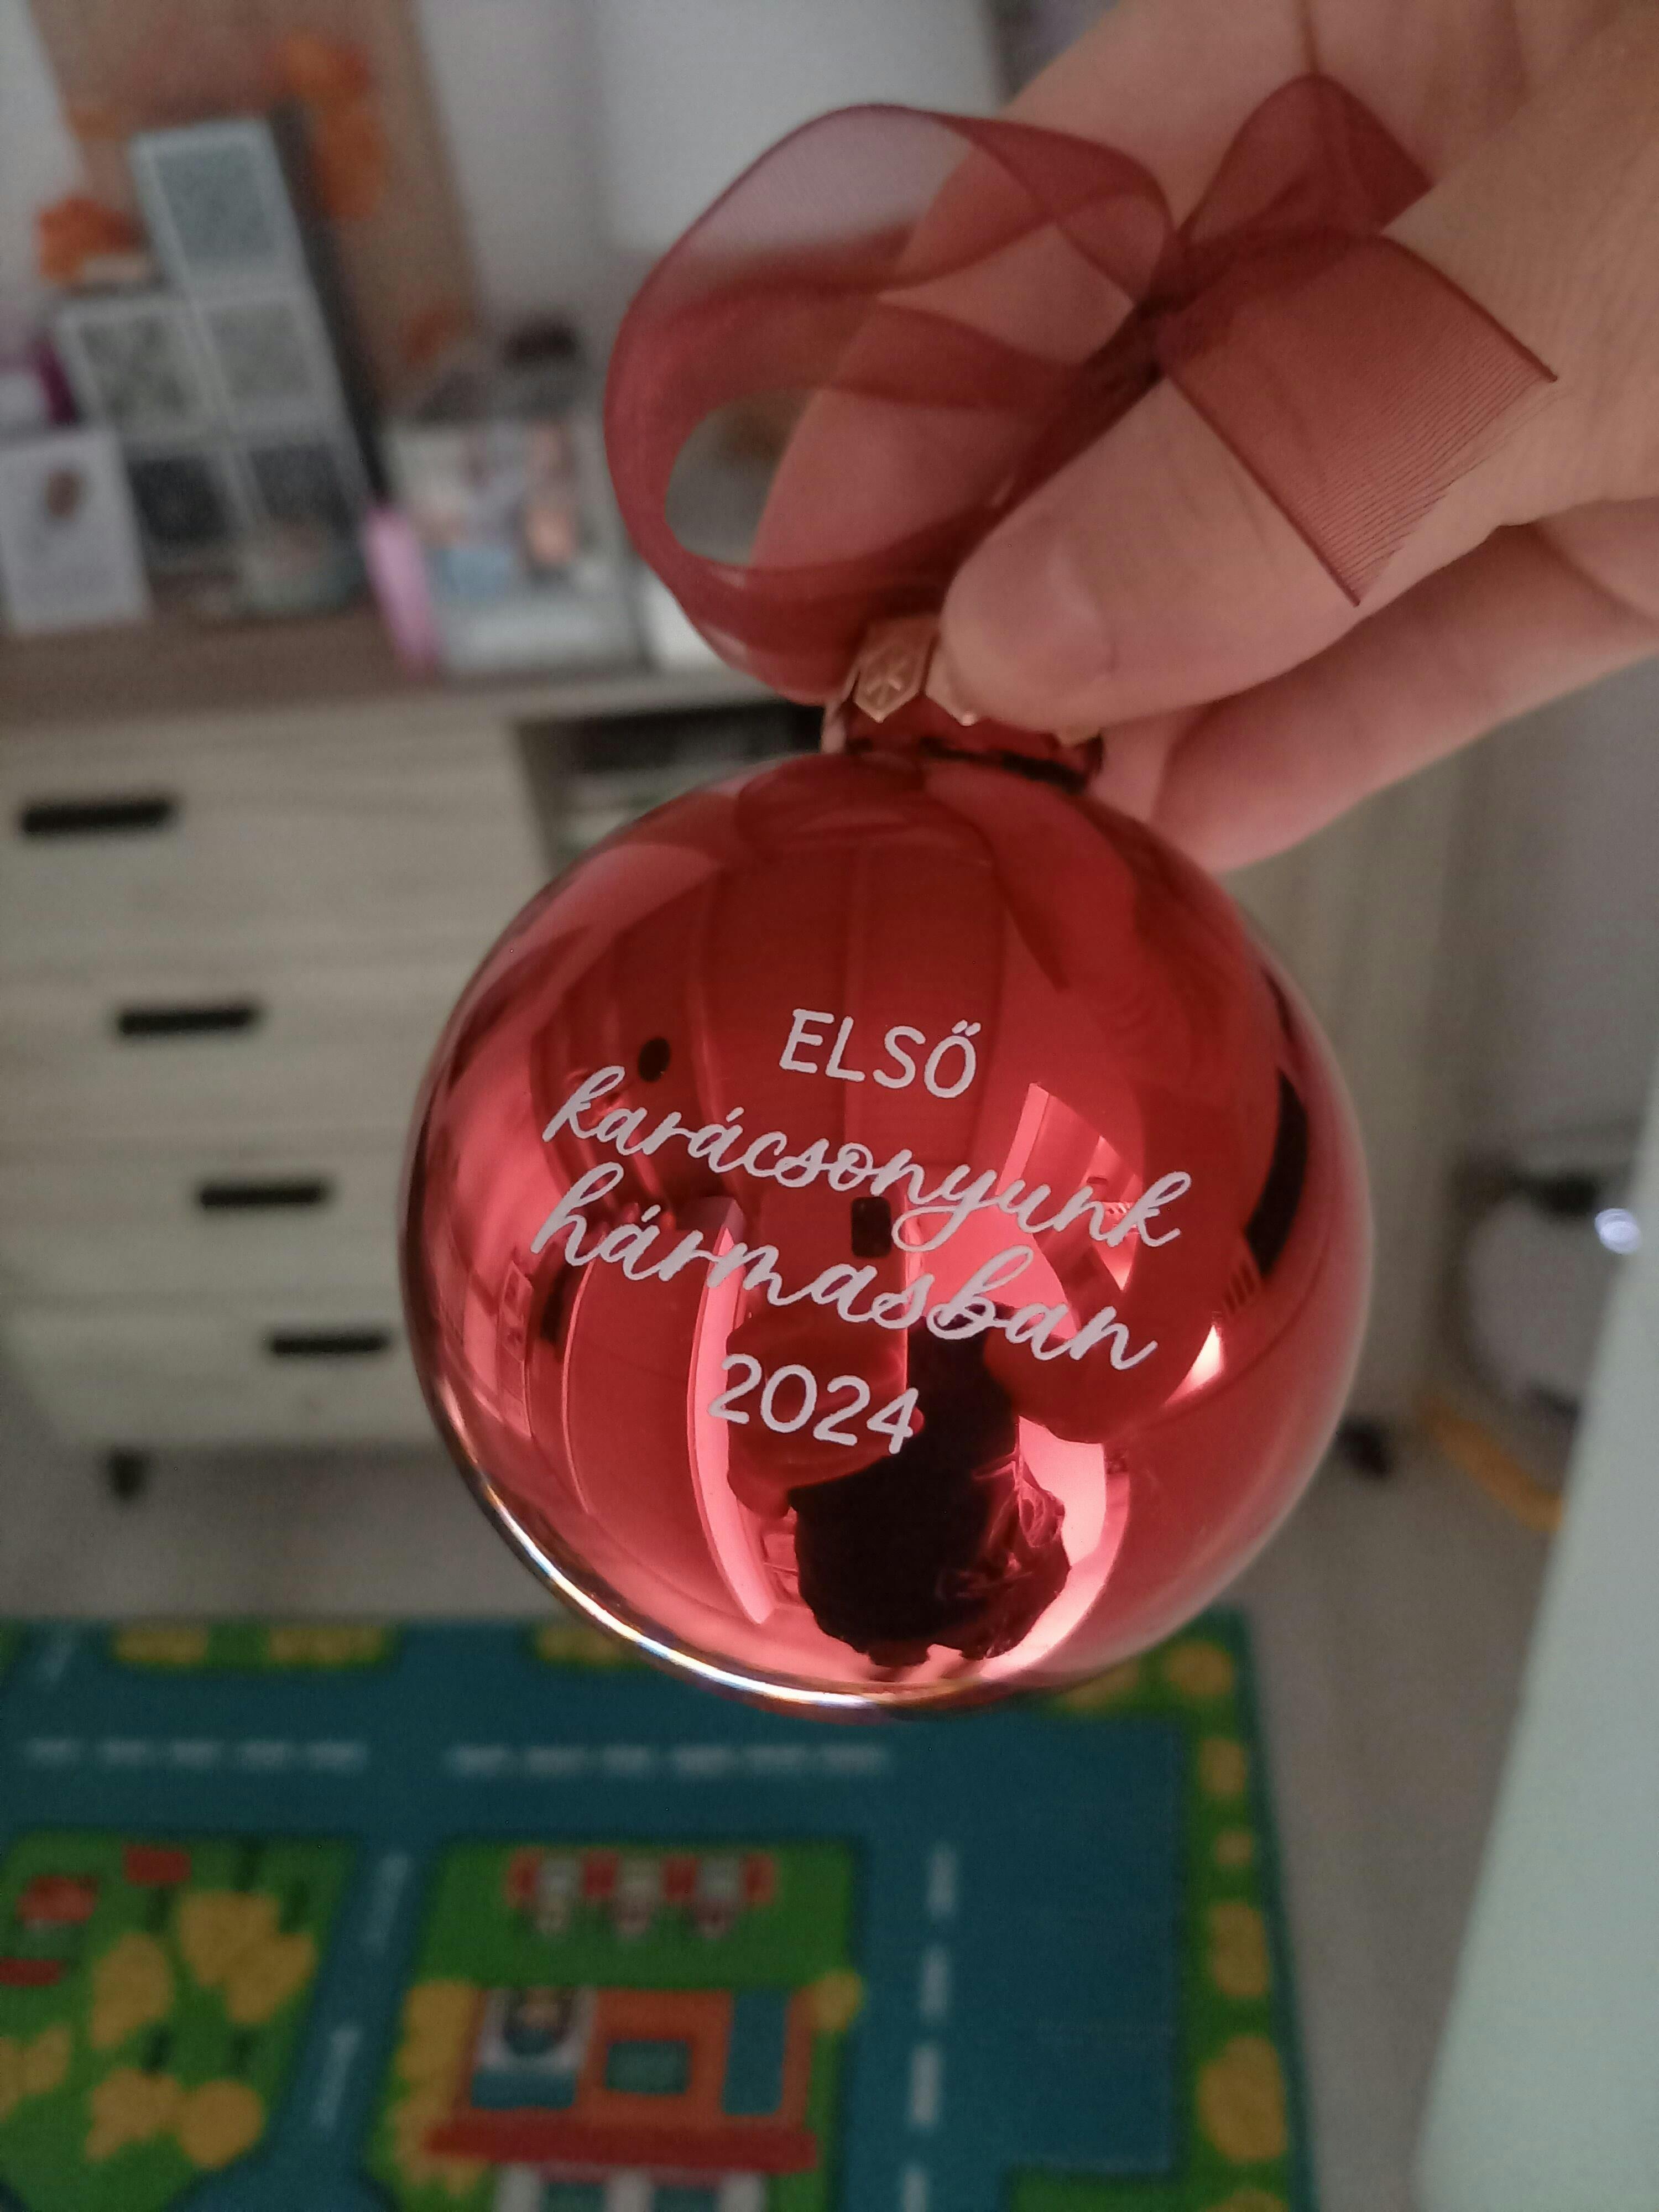 ELSŐ
karácsonyunk
hármasban
2024